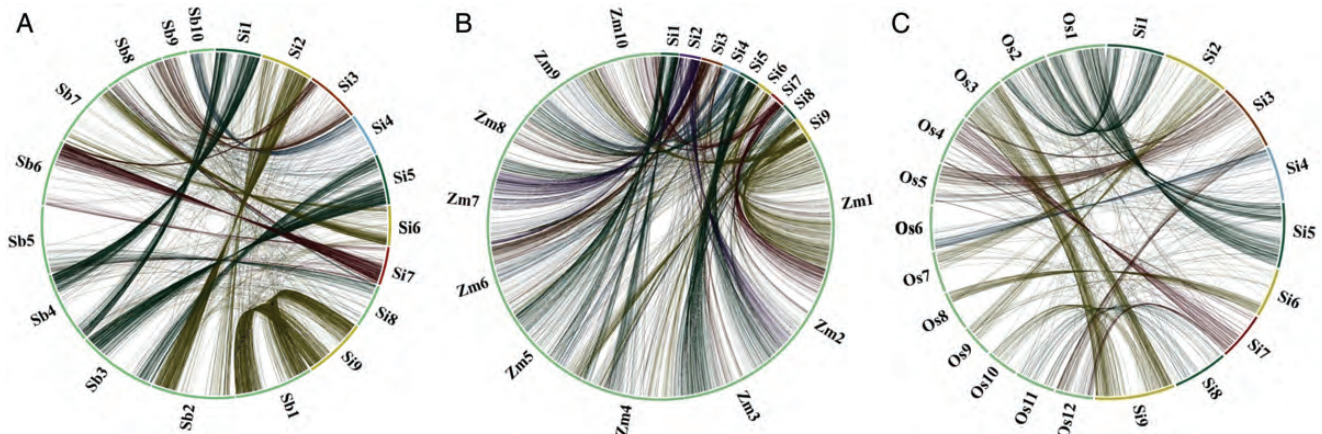 A
Sb10
Sb9
Sb8
Sb7
Sb6
Sb5
Sb4
Sb3
Sb2
Sb1
Si1
Si2
Si3
Si4
Si5
Si6
Si7
Si8
Si9
B
Zm10
Zm9
Zm8
Zm7
Zm6
Zm5
Zm4
Zm3
Zm2
Zm1
Si1
Si2
Si3
Si4
Si5
Si6
Si7
Si8
Si9
C
Os1
Os2
Os3
Os4
Os5
Os6
Os7
Os8
Os9
Os10
Os11
Os12
Si1
Si2
Si3
Si4
Si5
Si6
Si7
Si8
Si9